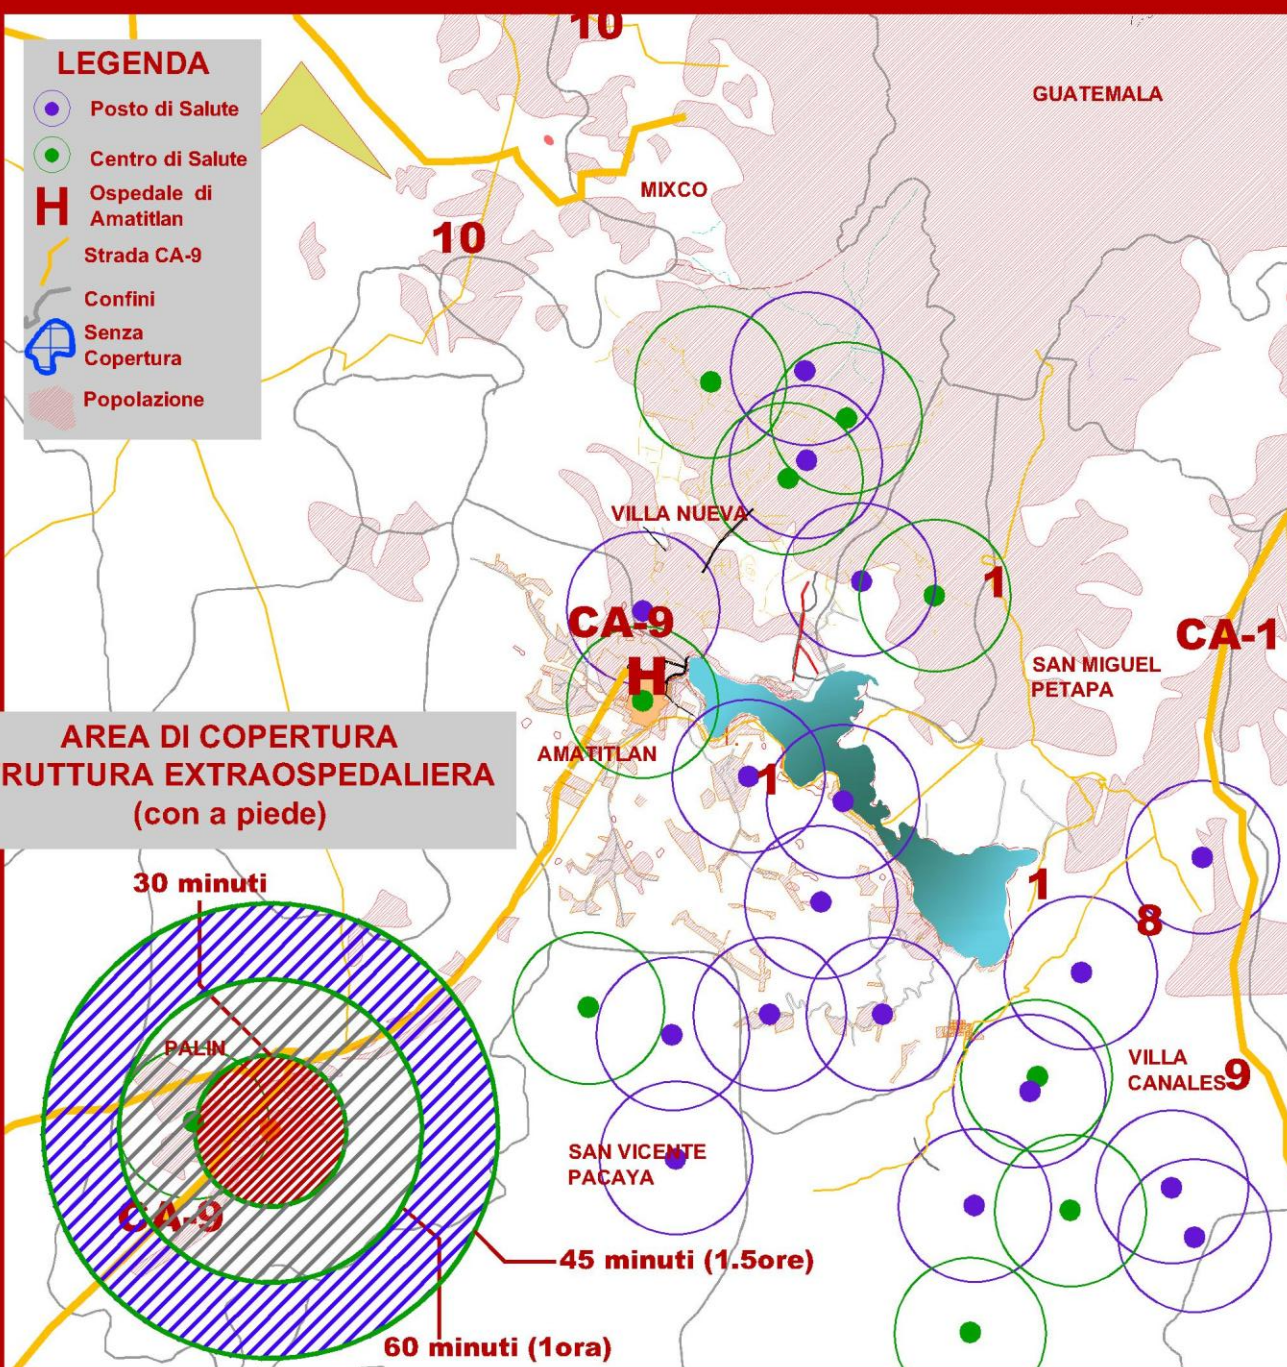 10
LEGENDA
Posto di Salute
Centro di Salute
H
Ospedale di
Amatitlan
Strada CA-9
Confini
Senza
Copertura
Popolazione
GUATEMALA
MIXCO
10
VILLA NUEVA
1
CA-9
CA-1
H
SAN MIGUEL
PETAPA
AREA DI COPERTURA
RUTTURA EXTRAOSPEDALIERA
(con a piede)
AMATITLAN
1
30 minuti
1
8
PALIN
VILLA
CANALES
9
SAN VICENTE
PACAYA
CA-9
45 minuti (1.5ore)
60 minuti (1ora)